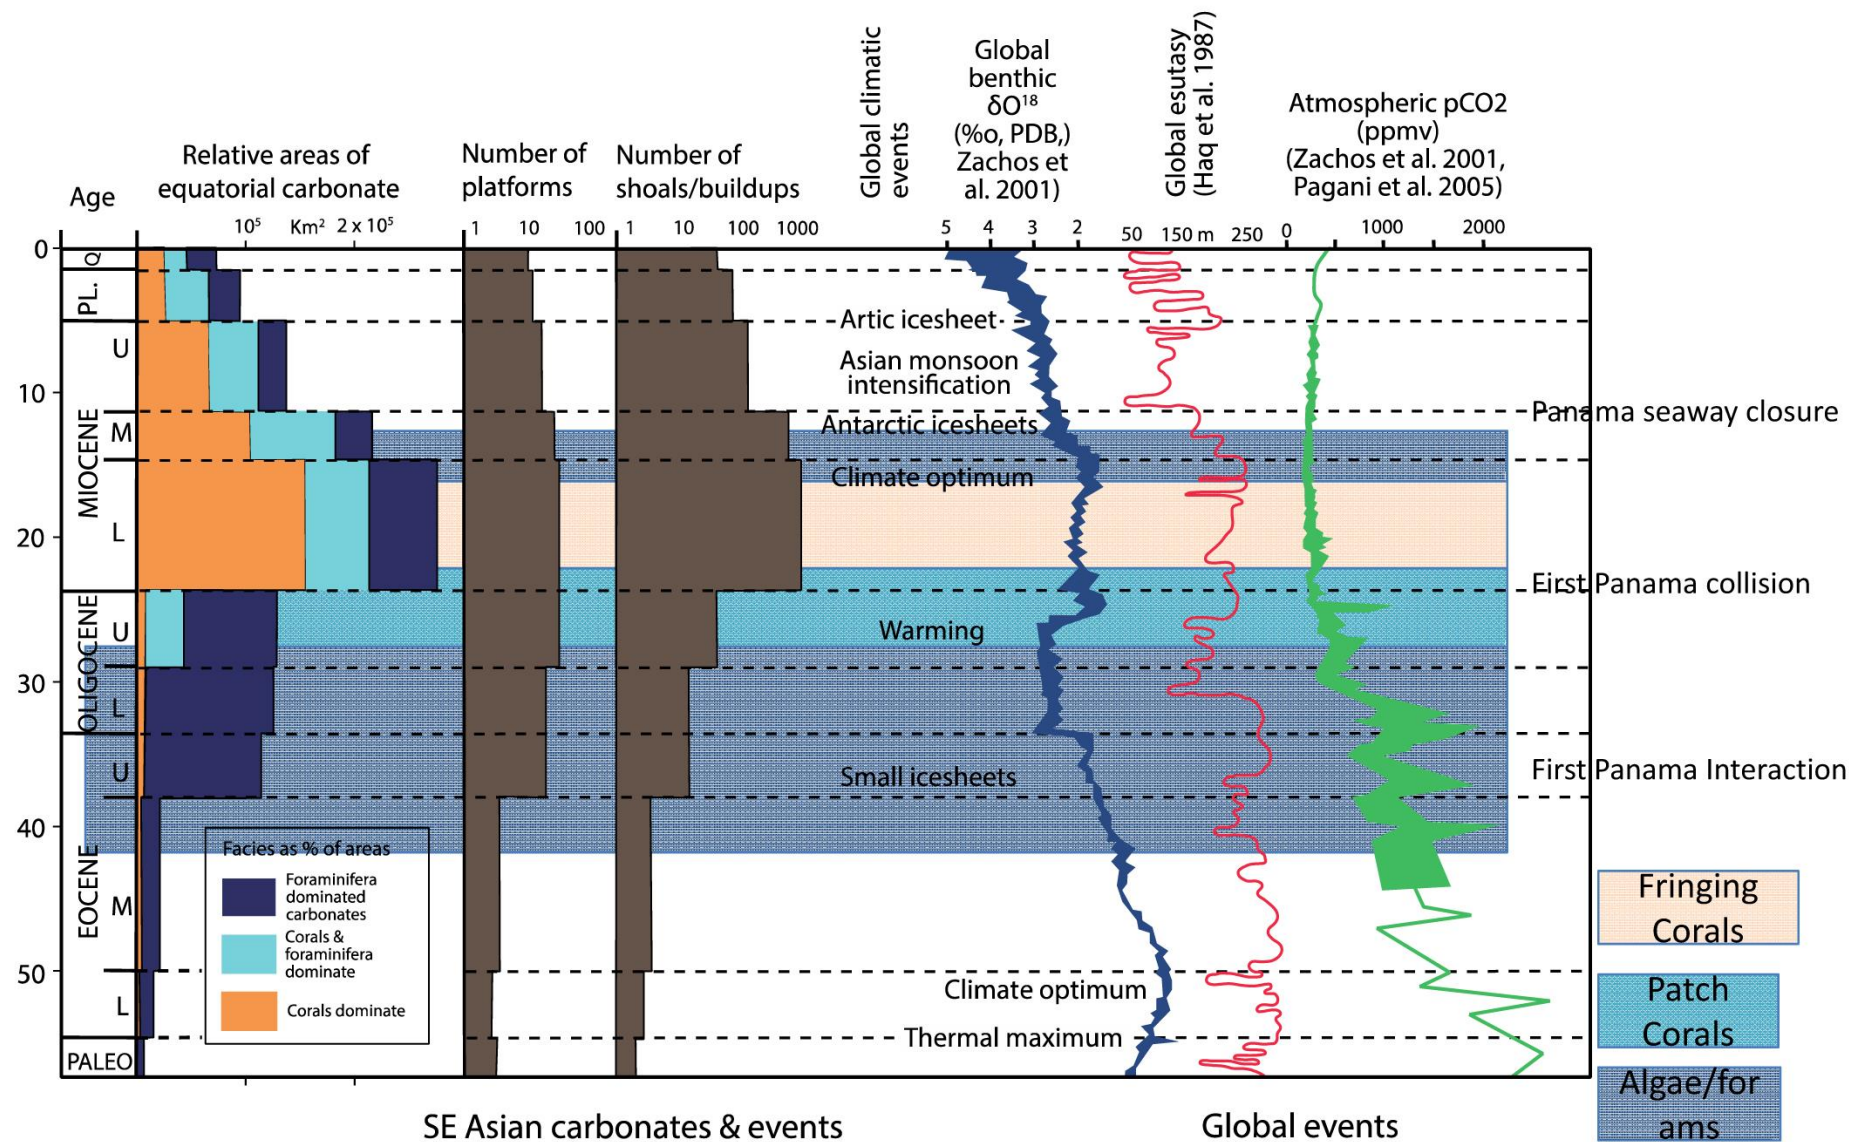 Age
Relative areas of
equatorial carbonate
10⁵ Km² 2 x 10⁵
Number of
platforms
1 10 100
Number of
shoals/buildups
1 10 100 1000
Global climatic
events
Global
benthic
δO¹⁸
(%o, PDB,)
Zachos et
al. 2001)
5 4 3 2
Global esutasy
(Haq et al. 1987)
50 150 m 250
Atmospheric pCO2
(ppmv)
(Zachos et al. 2001,
Pagani et al. 2005)
0 1000 2000
0
10
20
30
40
50
Q
PL.
MIOCENE
U
M
L
OLIGOCENE
U
L
EOCENE
U
M
L
PALEO
Artic icesheet
Asian monsoon
intensification
Antarctic icesheets
Climate optimum
Warming
Small icesheets
Climate optimum
Thermal maximum
Panama seaway closure
First Panama collision
First Panama Interaction
Facies as % of areas
Foraminifera
dominated
carbonates
Corals &
foraminifera
dominate
Corals dominate
Fringing
Corals
Patch
Corals
Algae/for
ams
SE Asian carbonates & events
Global events